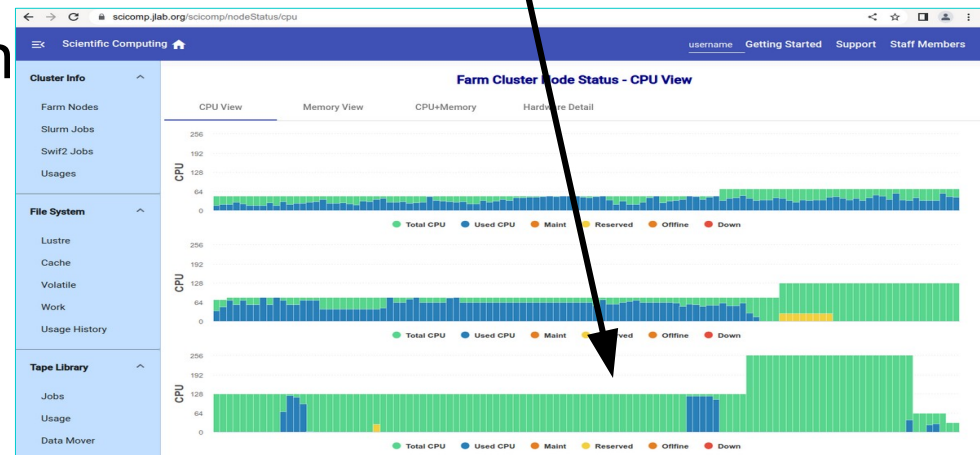 n
scicomp.jlab.org/scicomp/nodeStatus/cpu
Scientific Computing
username Getting Started Support Staff Members
Cluster Info
Farm Nodes
Slurm Jobs
Swif2 Jobs
Usages
File System
Lustre
Cache
Volatile
Work
Usage History
Tape Library
Jobs
Usage
Data Mover
Farm Cluster Node Status - CPU View
CPU View Memory View CPU+Memory Hardware Detail
CPU
256
192
128
64
0
Total CPU Used CPU Maint Reserved Offline Down
CPU
256
192
128
64
0
Total CPU Used CPU Maint Reserved Offline Down
CPU
256
192
128
64
0
Total CPU Used CPU Maint Reserved Offline Down